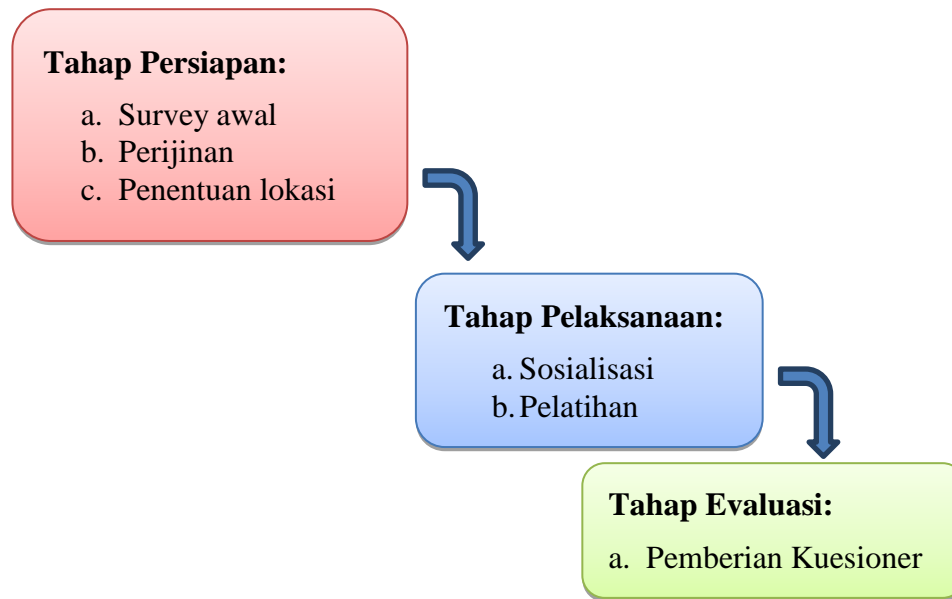 Tahap Persiapan:
a. Survey awal
b. Perijinan
c. Penentuan lokasi
Tahap Pelaksanaan:
a. Sosialisasi
b. Pelatihan
Tahap Evaluasi:
a. Pemberian Kuesioner